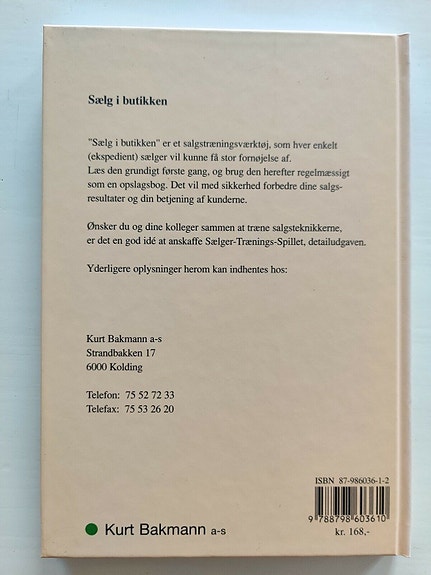 Sælg i butikken
"Sælg i butikken" er et salgstræningsværktøj, som hver enkelt
(ekspedient) sælger vil kunne få stor fornøjelse af.
Læs den grundigt første gang, og brug den herefter regelmæssigt
som en opslagsbog. Det vil med sikkerhed forbedre dine salgs-
resultater og din betjening af kunderne.
Ønsker du og dine kolleger sammen at træne salgsteknikkerne,
er det en god idé at anskaffe Sælger-Trænings-Spillet, detailudgaven.
Yderligere oplysninger herom kan indhentes hos:
Kurt Bakmann a-s
Strandbakken 17
6000 Kolding
Telefon: 75 52 72 33
Telefax: 75 53 26 20
ISBN 87-986036-1-2
9 788798 603610
kr. 168,-
Kurt Bakmann a-s